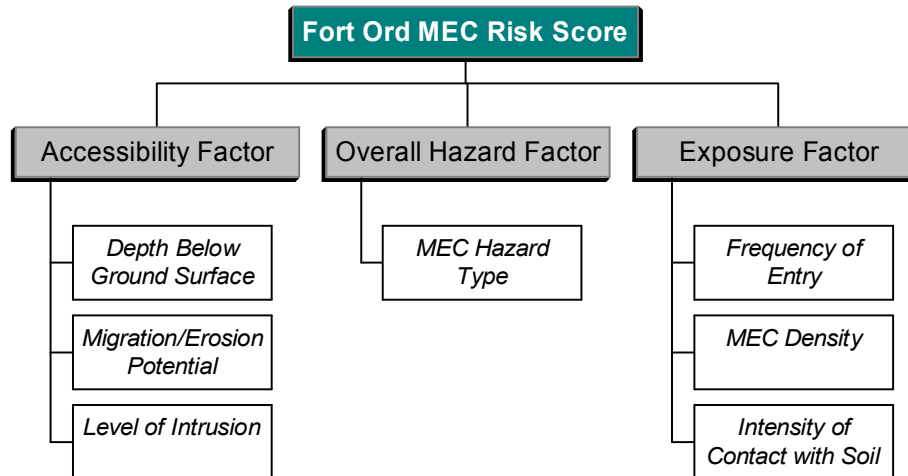 Fort Ord MEC Risk Score
Accessibility Factor
Overall Hazard Factor
Exposure Factor
Depth Below
Ground Surface
Migration/Erosion
Potential
Level of Intrusion
MEC Hazard
Type
Frequency of
Entry
MEC Density
Intensity of
Contact with Soil